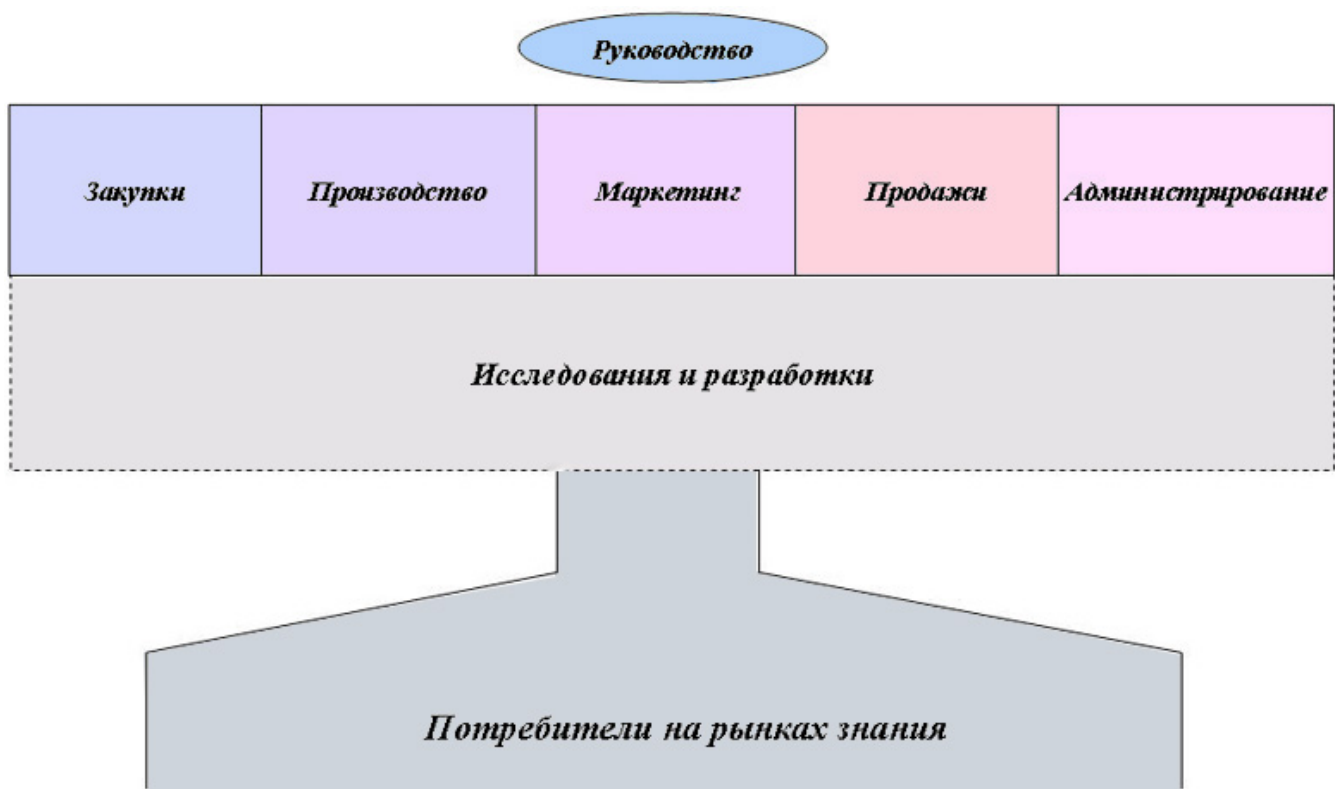 Руководство
Закупки
Производство
Маркетинг
Продажи
Администрирование
Исследования и разработки
Потребители на рынках знания